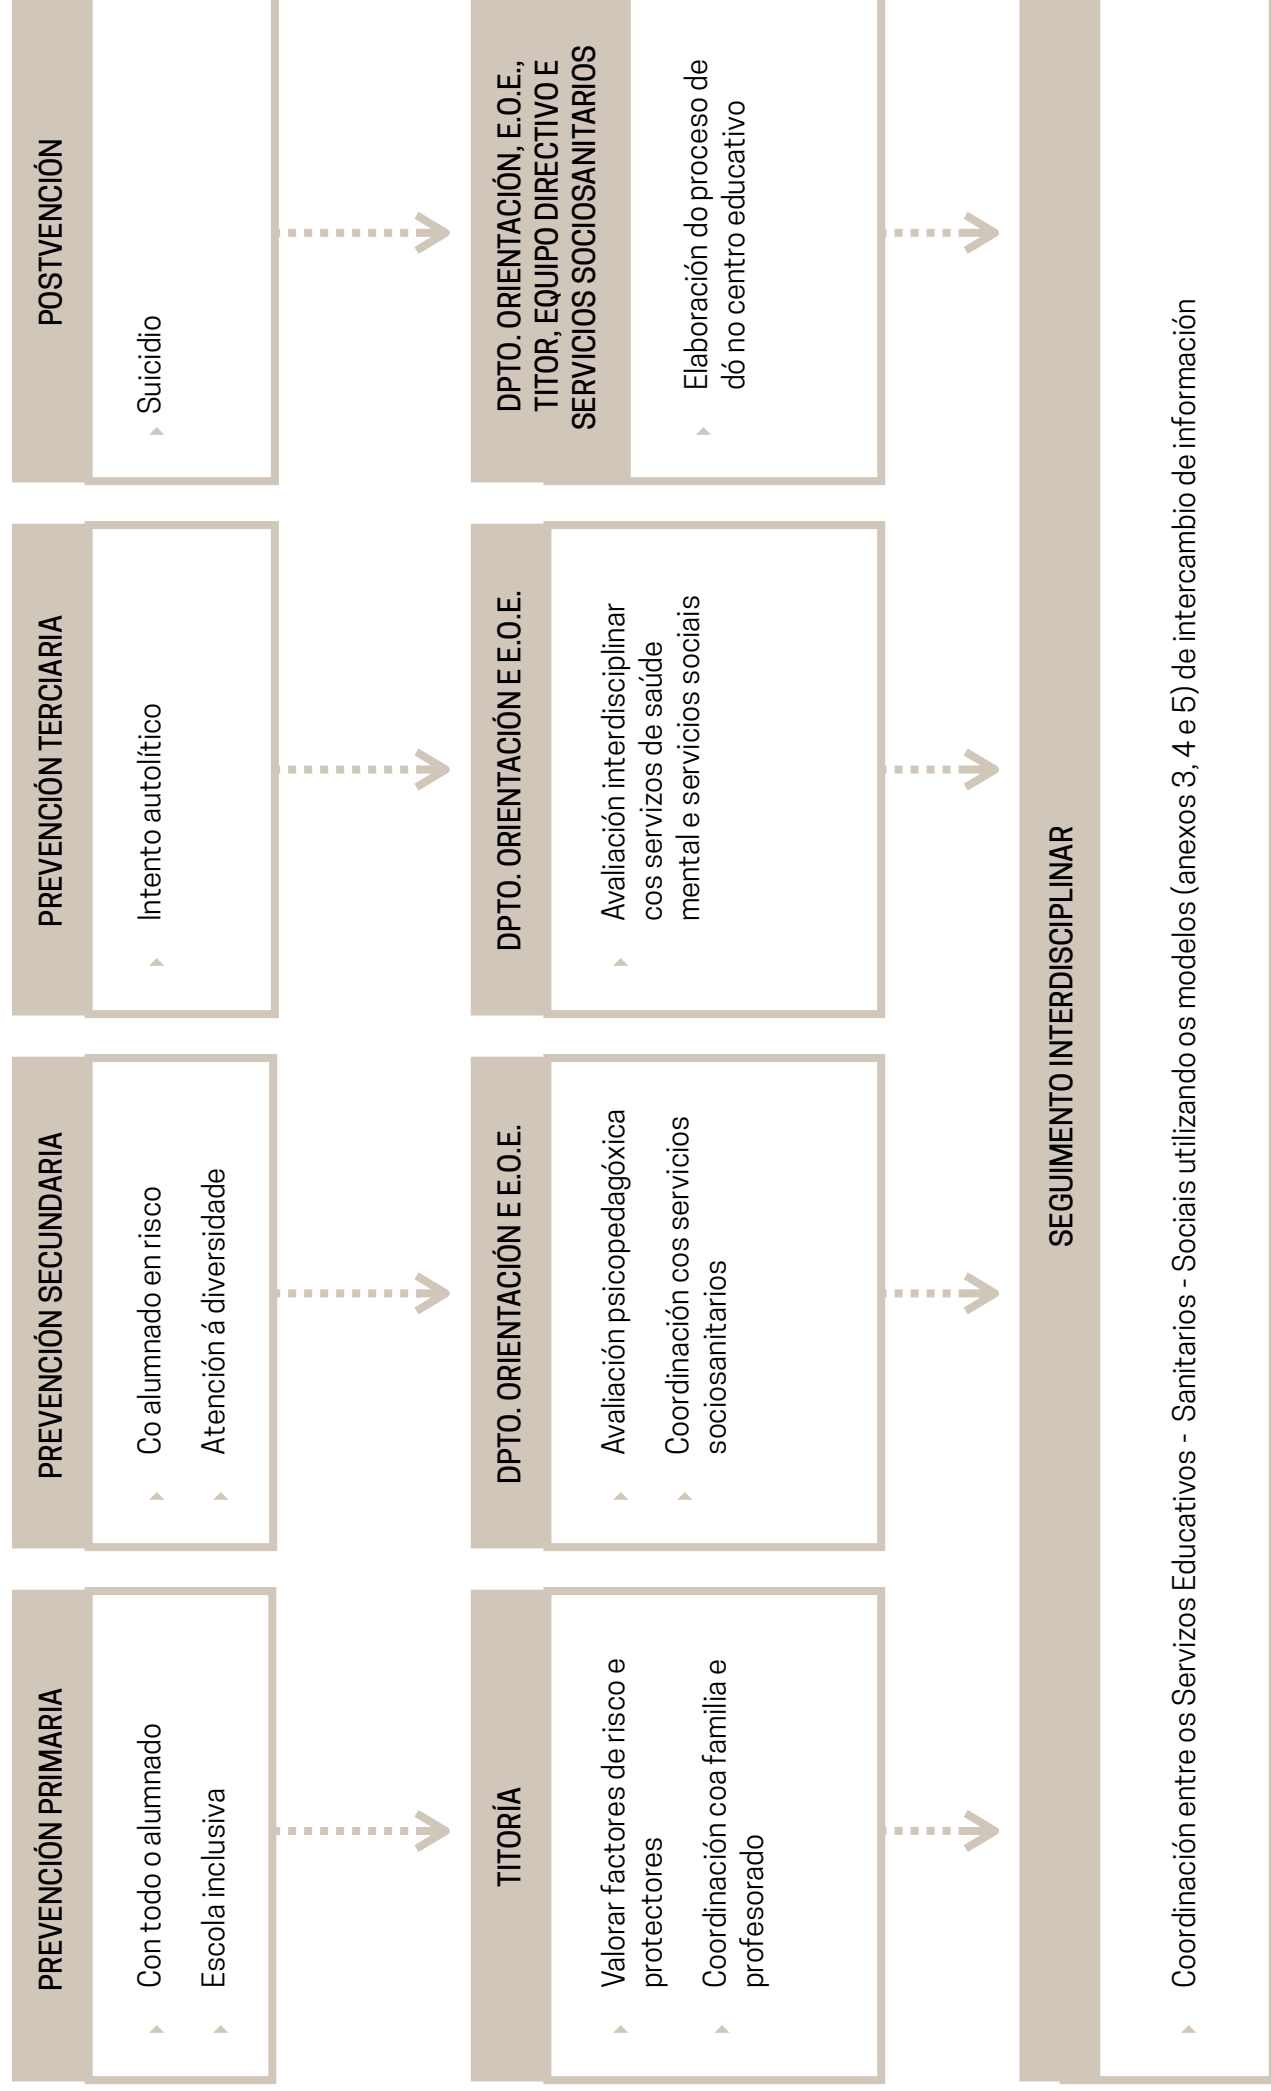 PREVENCIÓN PRIMARIA
Con todo o alumnado
Escola inclusiva
PREVENCIÓN SECUNDARIA
Co alumnado en risco
Atención á diversidade
PREVENCIÓN TERCIARIA
Intento autolítico
POSTVENCIÓN
Suicidio
TITORÍA
Valorar factores de risco e
protectores
Coordinación coa familia e
profesorado
DPTO. ORIENTACIÓN E E.O.E.
Avaliación psicopedagóxica
Coordinación cos servicios
sociosanitarios
DPTO. ORIENTACIÓN E E.O.E.
Avaliación interdisciplinar
cos servizos de saúde
mental e servicios sociais
DPTO. ORIENTACIÓN, E.O.E.,
TITOR, EQUIPO DIRECTIVO E
SERVICIOS SOCIOSANITARIOS
Elaboración do proceso de
dó no centro educativo
SEGUIMENTO INTERDISCIPLINAR
Coordinación entre os Servizos Educativos - Sanitarios - Sociais utilizando os modelos (anexos 3, 4 e 5) de intercambio de información